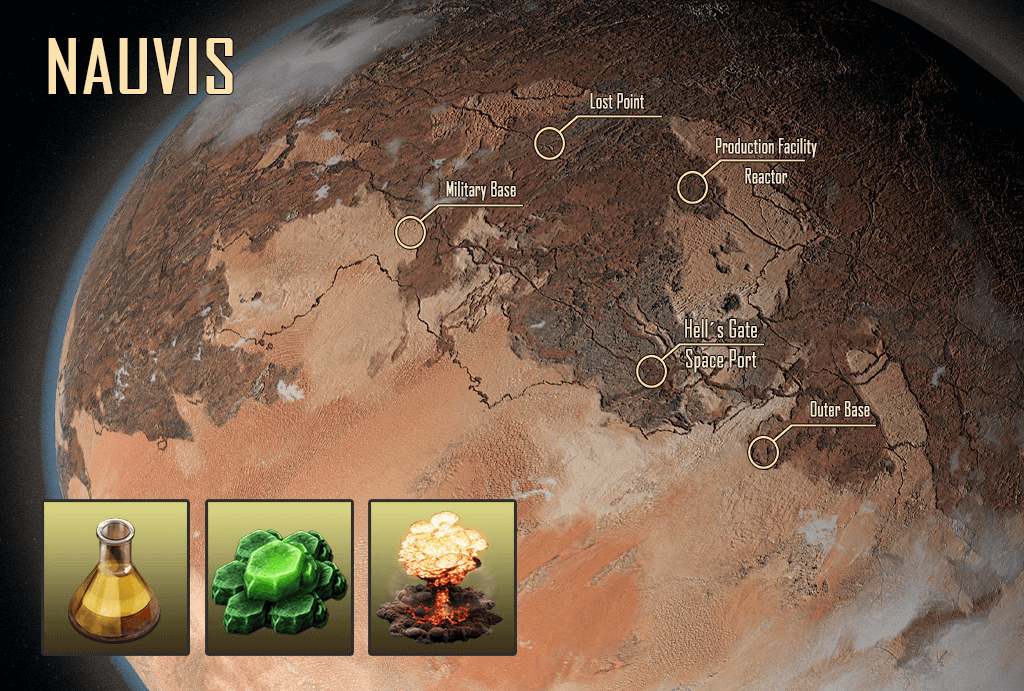 NAUVIS
Lost Point
Production Facility
Reactor
Military Base
Hell´s Gate
Space Port
Outer Base